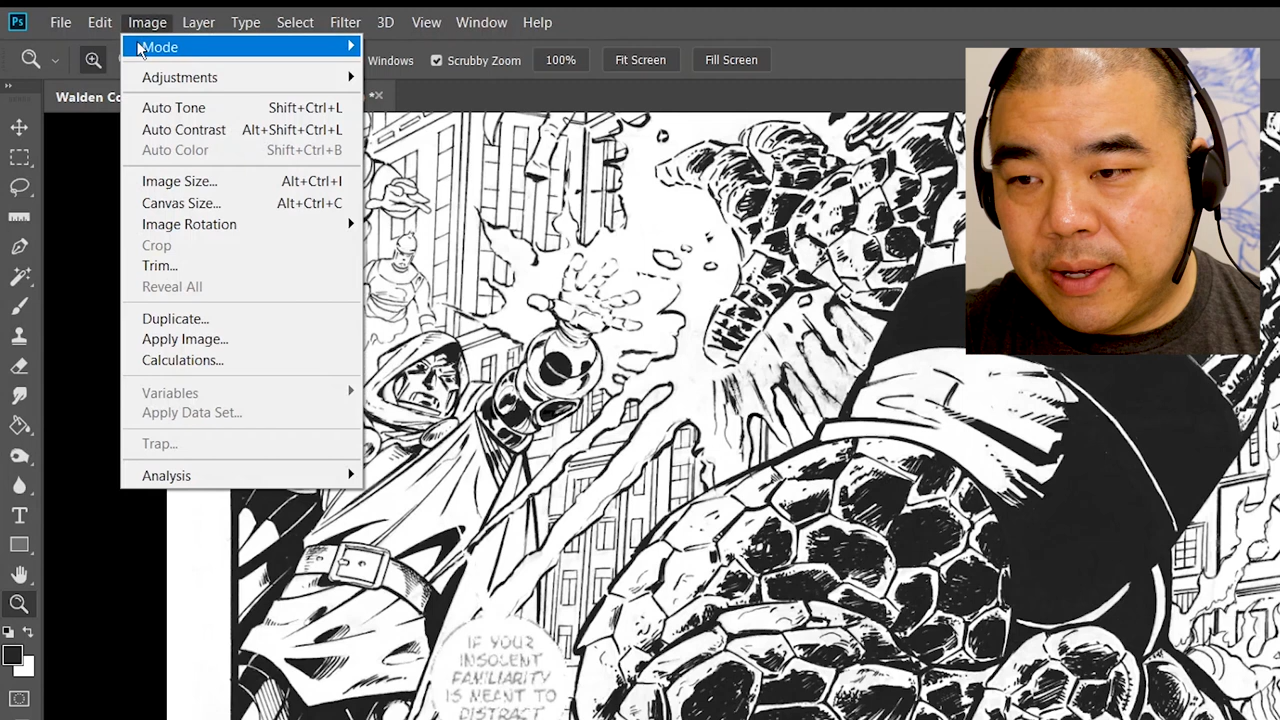 Ps File Edit Image Layer Type Select Filter 3D View Window Help
Windows Scrubby Zoom 100% Fit Screen Fill Screen
Walden Co *
Mode
Adjustments
Auto Tone Shift+Ctrl+L
Auto Contrast Alt+Shift+Ctrl+L
Auto Color Shift+Ctrl+B
Image Size... Alt+Ctrl+I
Canvas Size... Alt+Ctrl+C
Image Rotation
Crop
Trim...
Reveal All
Duplicate...
Apply Image...
Calculations...
Variables
Apply Data Set...
Trap...
Analysis
IF YOUR
INSOLENT
FAMILIARITY
IS MEANT TO
DISTRACT